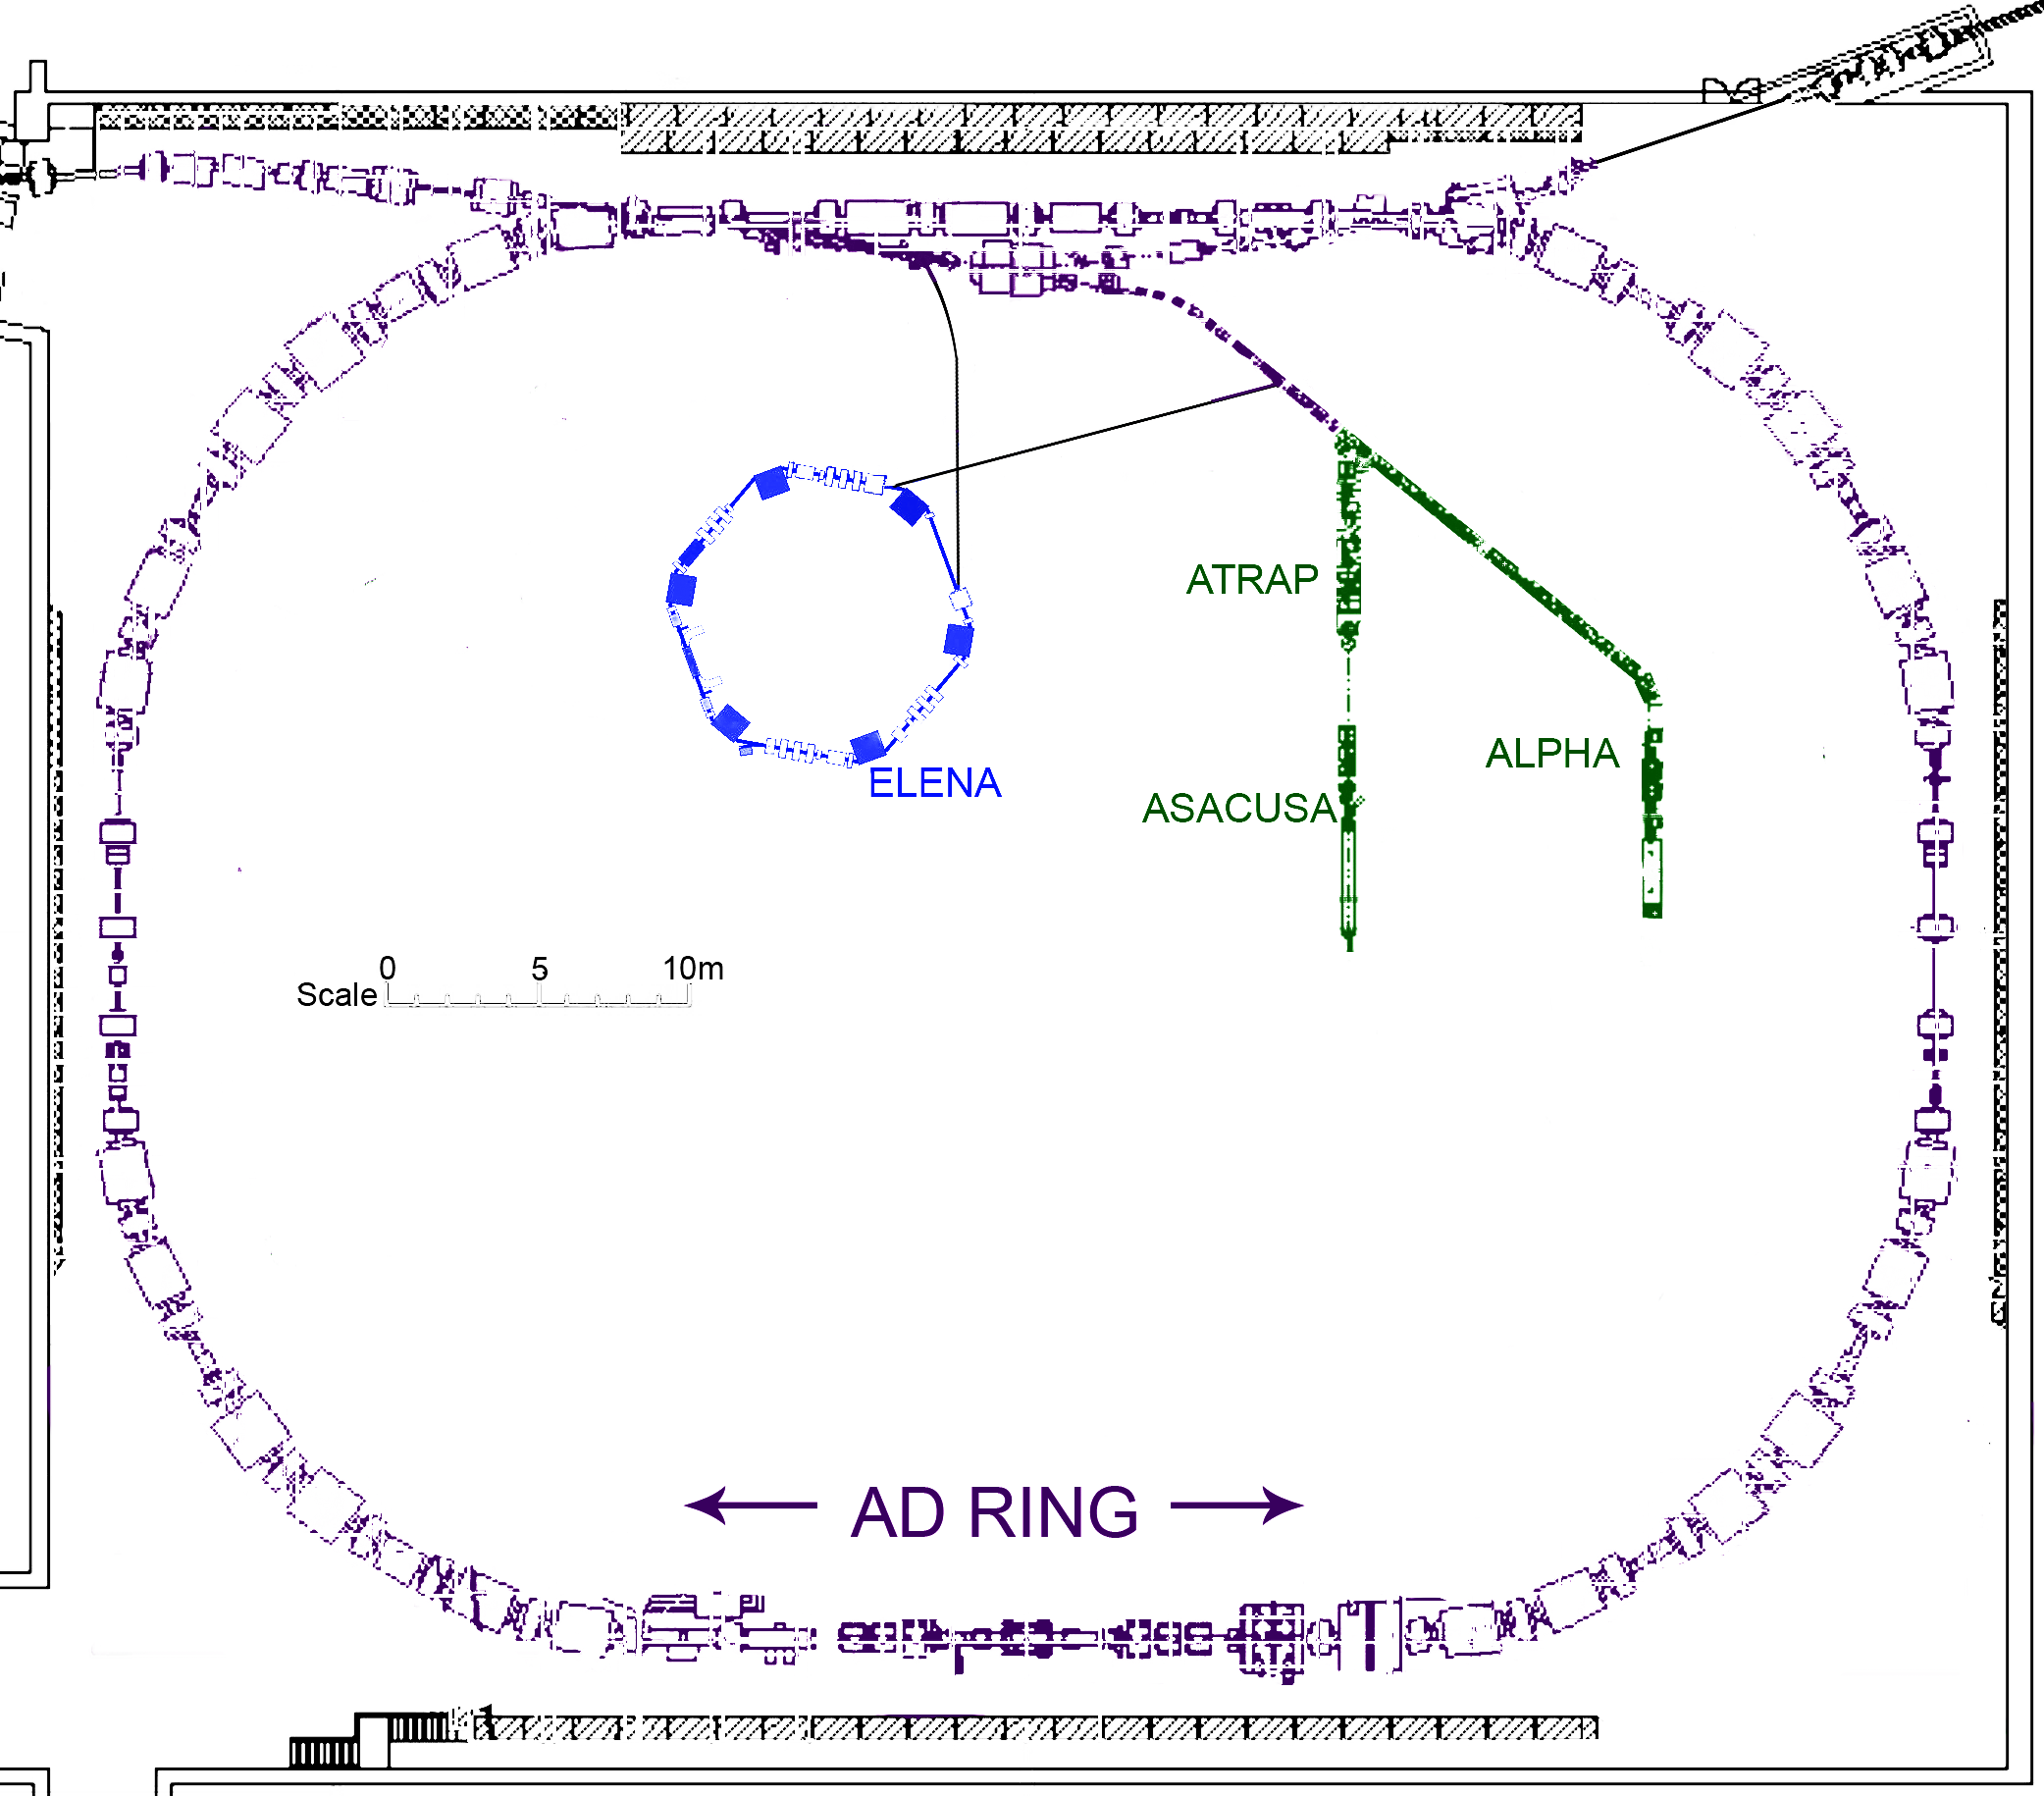 ATRAP
ALPHA
ELENA
ASACUSA
0 5 10m
Scale
AD RING